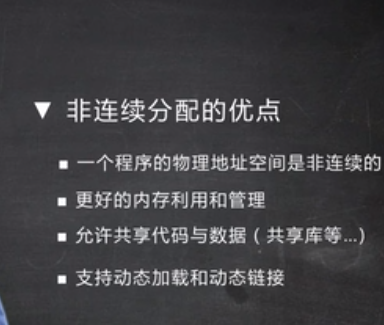 ▼ 非连续分配的优点
▪ 一个程序的物理地址空间是非连续的
▪ 更好的内存利用和管理
▪ 允许共享代码与数据（共享库等...）
▪ 支持动态加载和动态链接